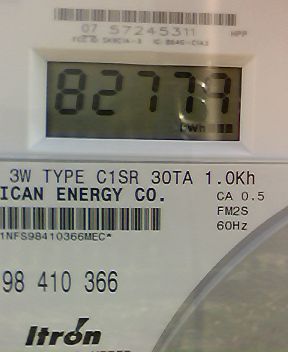 07 57245311 HPP
82779
kWh
3W TYPE C1SR 30TA 1.0Kh
ICAN ENERGY CO. CA 0.5
FM2S
1NFS98410366MEC* 60Hz
98 410 366
Itron